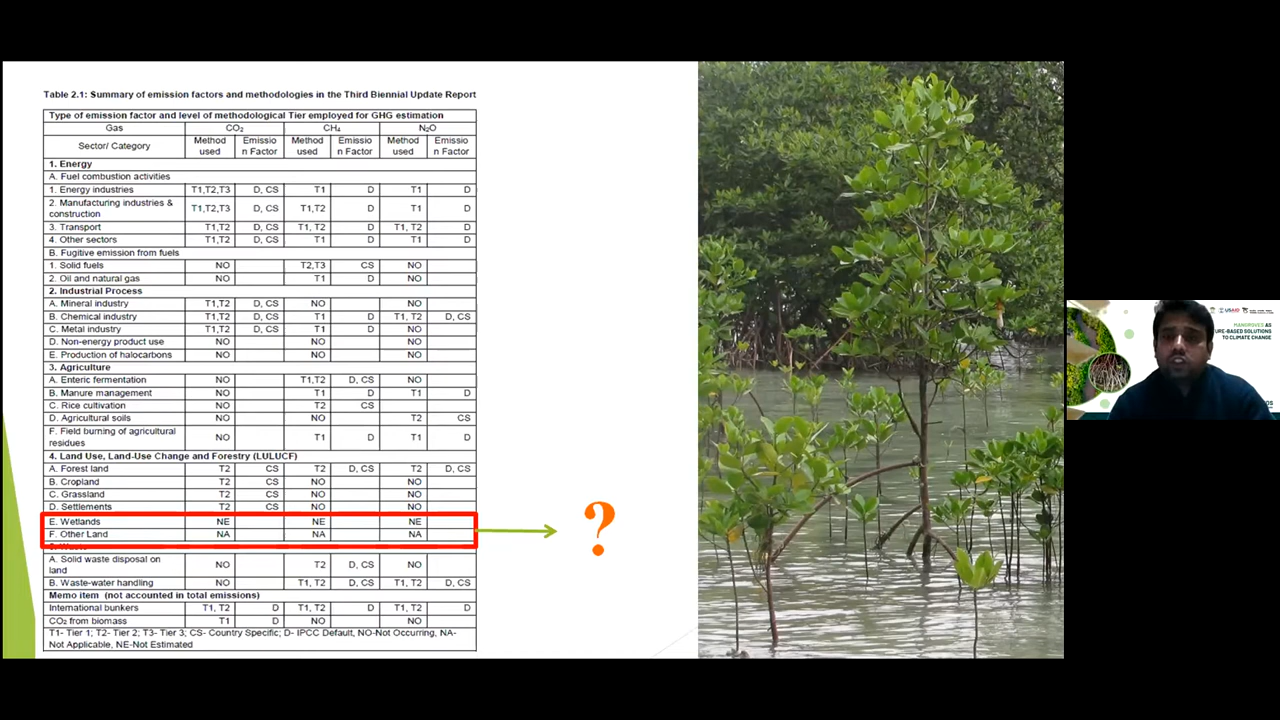 Table 2.1: Summary of emission factors and methodologies in the Third Biennial Update Report
Type of emission factor and level of methodological Tier employed for GHG estimation
Gas CO2 CH4 N2O
Sector/ Category Method used Emission Factor Method used Emission Factor Method used Emission Factor
1. Energy
A. Fuel combustion activities
1. Energy industries T1,T2,T3 D, CS T1 D T1 D
2. Manufacturing industries & construction T1,T2,T3 D, CS T1,T2 D T1 D
3. Transport T1,T2 D, CS T1, T2 D T1, T2 D
4. Other sectors T1,T2 D, CS T1 D T1 D
B. Fugitive emission from fuels
1. Solid fuels NO T2,T3 CS NO
2. Oil and natural gas NO T1 D NO
2. Industrial Process
A. Mineral industry T1,T2 D, CS NO NO
B. Chemical industry T1,T2 D, CS T1 D T1, T2 D, CS
C. Metal industry T1,T2 D, CS T1 D NO
D. Non-energy product use NO NO NO
E. Production of halocarbons NO NO NO
3. Agriculture
A. Enteric fermentation NO T1,T2 D, CS NO
B. Manure management NO T1 D T1 D
C. Rice cultivation NO T2 CS
D. Agricultural soils NO NO T2 CS
F. Field burning of agricultural residues NO T1 D T1 D
4. Land Use, Land-Use Change and Forestry (LULUCF)
A. Forest land T2 CS T2 D, CS T2 D, CS
B. Cropland T2 CS NO NO
C. Grassland T2 CS NO NO
D. Settlements T2 CS NO NO
E. Wetlands NE NE NE
F. Other Land NA NA NA
?
A. Solid waste disposal on land NO T2 D, CS NO
B. Waste-water handling NO T1, T2 D, CS T1, T2 D, CS
Memo item (not accounted in total emissions)
International bunkers T1, T2 D T1, T2 D T1, T2 D
CO2 from biomass T1 D NO NO
T1- Tier 1; T2- Tier 2; T3- Tier 3; CS- Country Specific; D- IPCC Default, NO-Not Occurring, NA-
Not Applicable, NE-Not Estimated
USAID
MANGROVES AS
URE-BASED SOLUTIONS
TO CLIMATE CHANGE